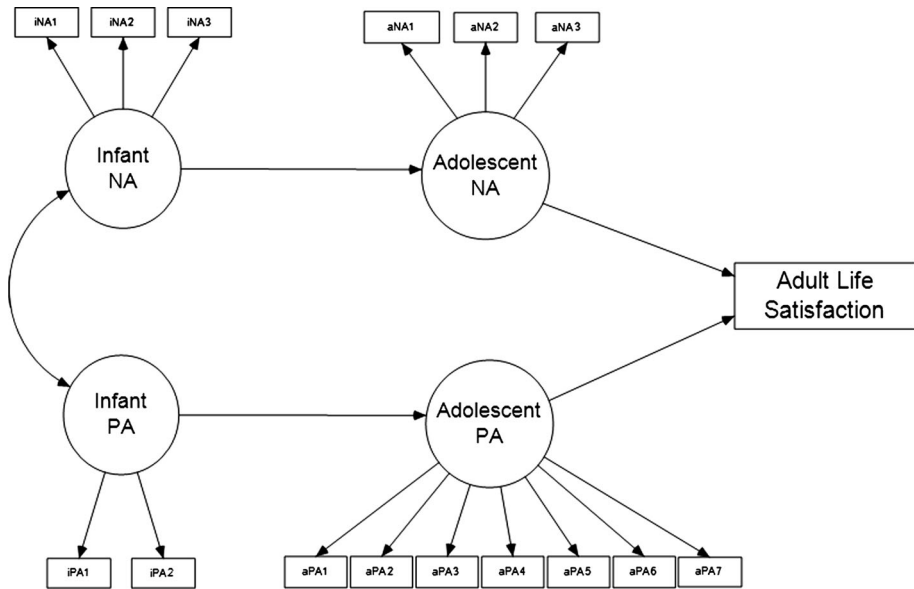 iNA1
iNA2
iNA3
aNA1
aNA2
aNA3
Infant
NA
Adolescent
NA
Adult Life
Satisfaction
Infant
PA
Adolescent
PA
iPA1
iPA2
aPA1
aPA2
aPA3
aPA4
aPA5
aPA6
aPA7